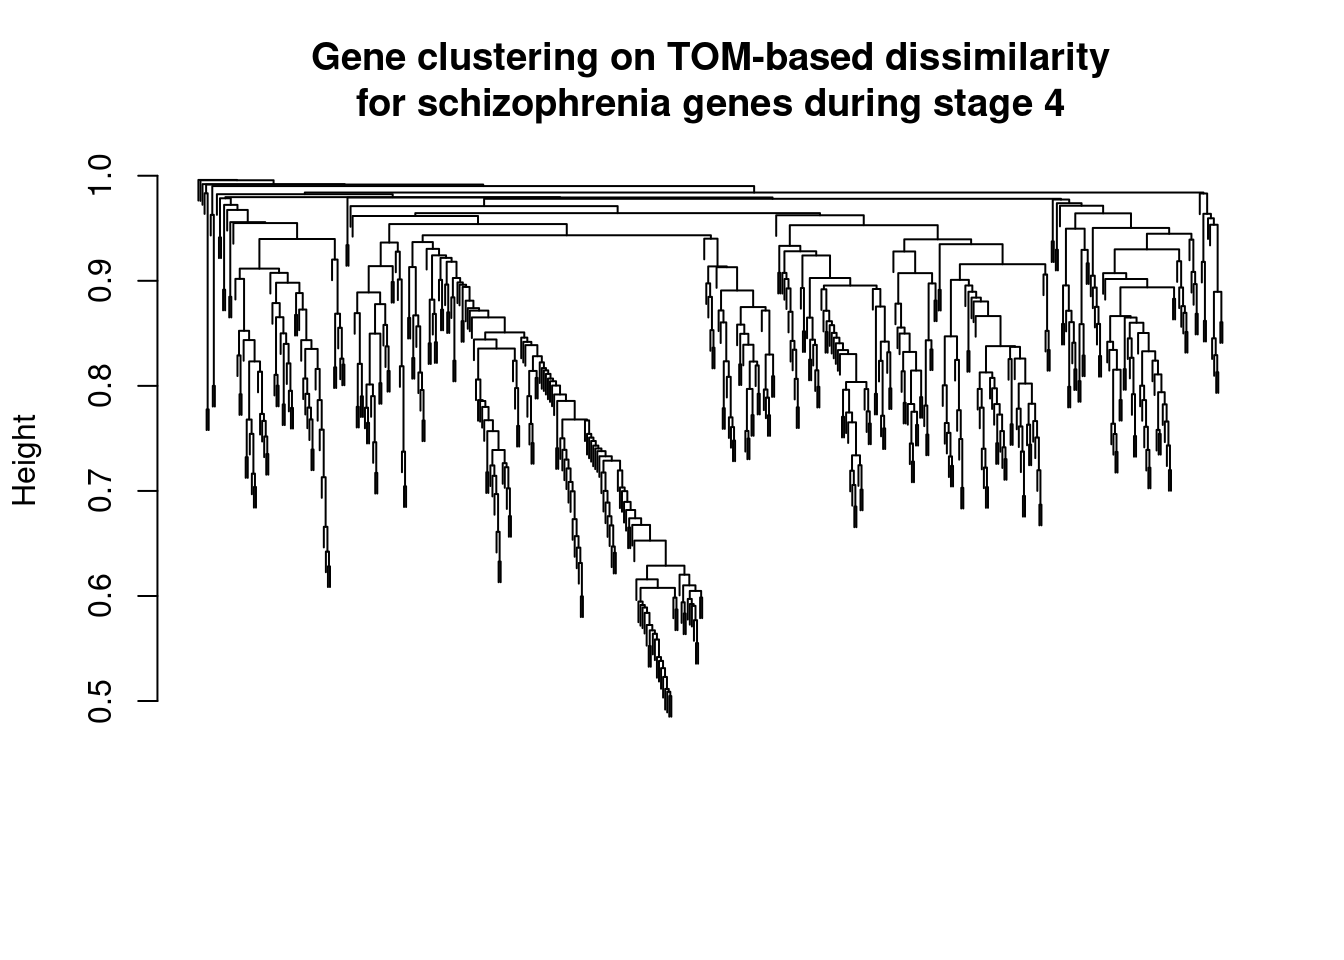 Gene clustering on TOM-based dissimilarity
for schizophrenia genes during stage 4
1.0
0.9
0.8
0.7
0.6
0.5
Height